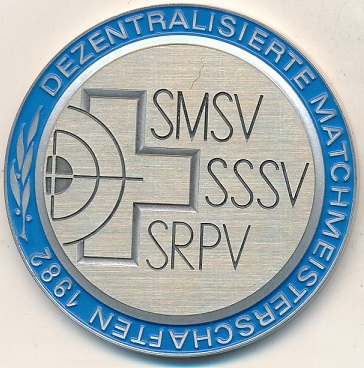 DEZENTRALISIERTE MATCHMEISTERSCHAFTEN 1982
SMSV
SSSV
SRPV